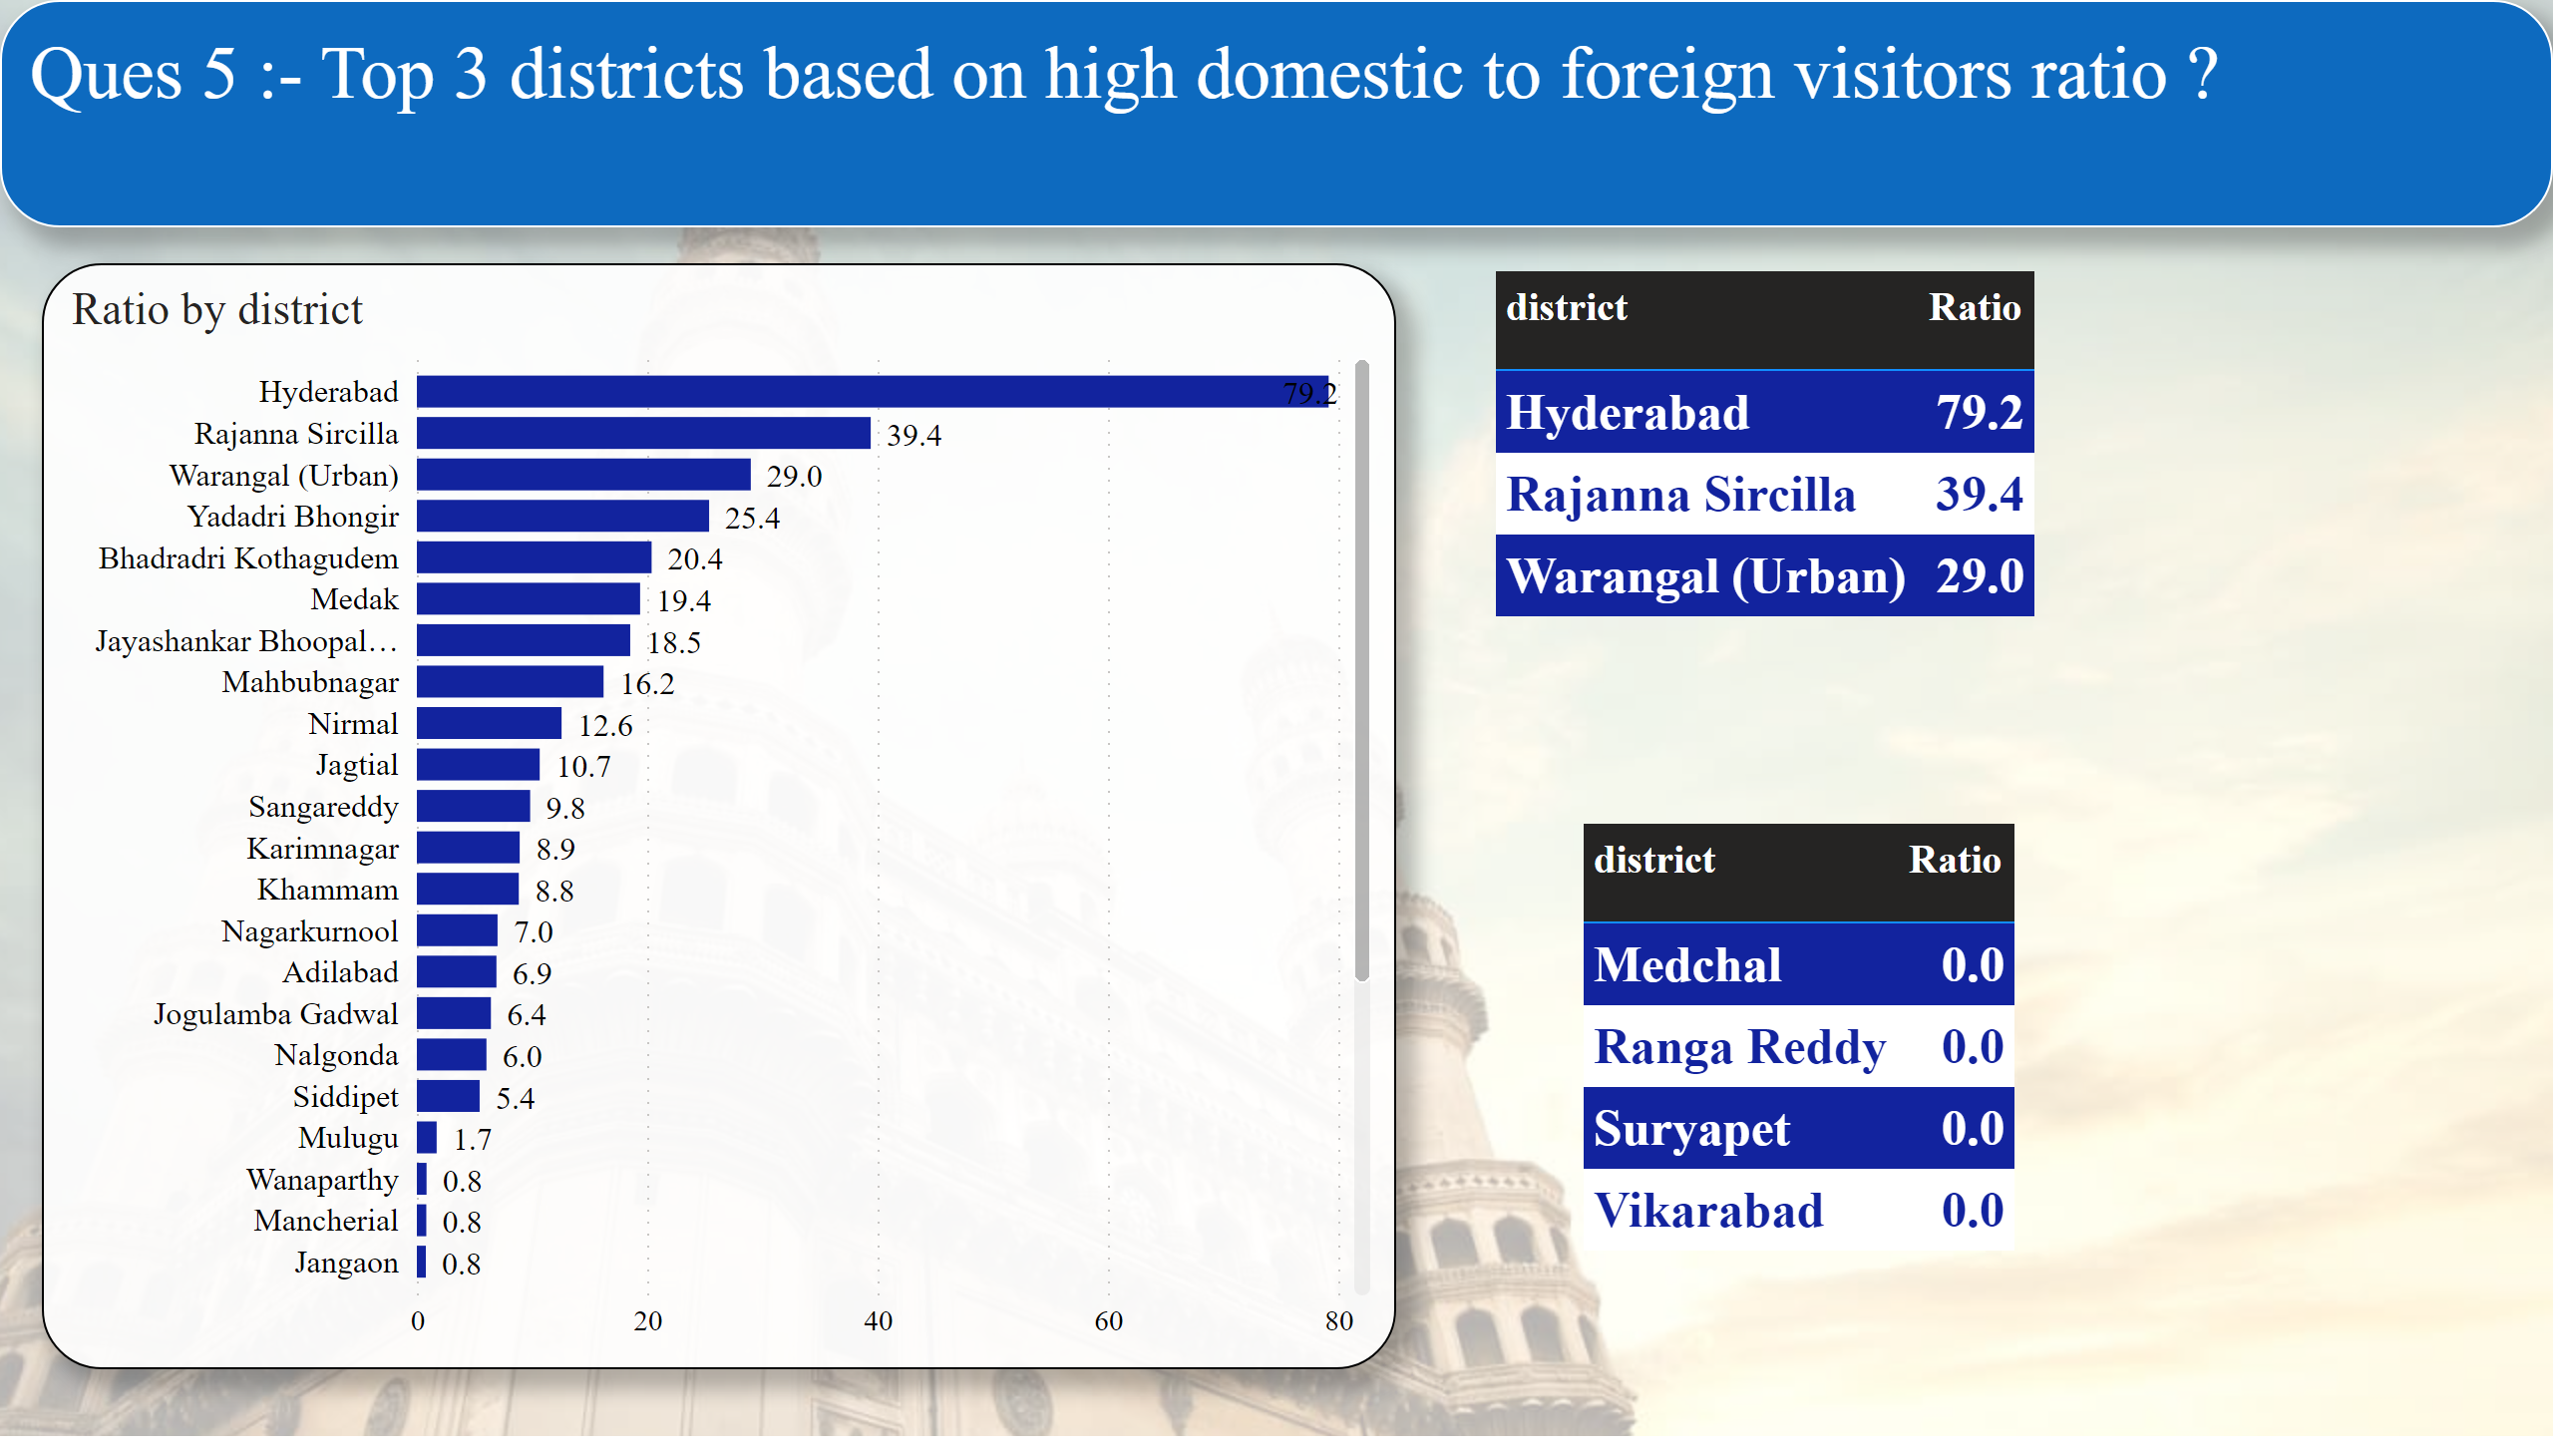 Ques 5 :- Top 3 districts based on high domestic to foreign visitors ratio ?
Ratio by district
Hyderabad 79.2
Rajanna Sircilla 39.4
Warangal (Urban) 29.0
Yadadri Bhongir 25.4
Bhadradri Kothagudem 20.4
Medak 19.4
Jayashankar Bhoopal… 18.5
Mahbubnagar 16.2
Nirmal 12.6
Jagtial 10.7
Sangareddy 9.8
Karimnagar 8.9
Khammam 8.8
Nagarkurnool 7.0
Adilabad 6.9
Jogulamba Gadwal 6.4
Nalgonda 6.0
Siddipet 5.4
Mulugu 1.7
Wanaparthy 0.8
Mancherial 0.8
Jangaon 0.8
0 20 40 60 80
district Ratio
Hyderabad 79.2
Rajanna Sircilla 39.4
Warangal (Urban) 29.0
district Ratio
Medchal 0.0
Ranga Reddy 0.0
Suryapet 0.0
Vikarabad 0.0